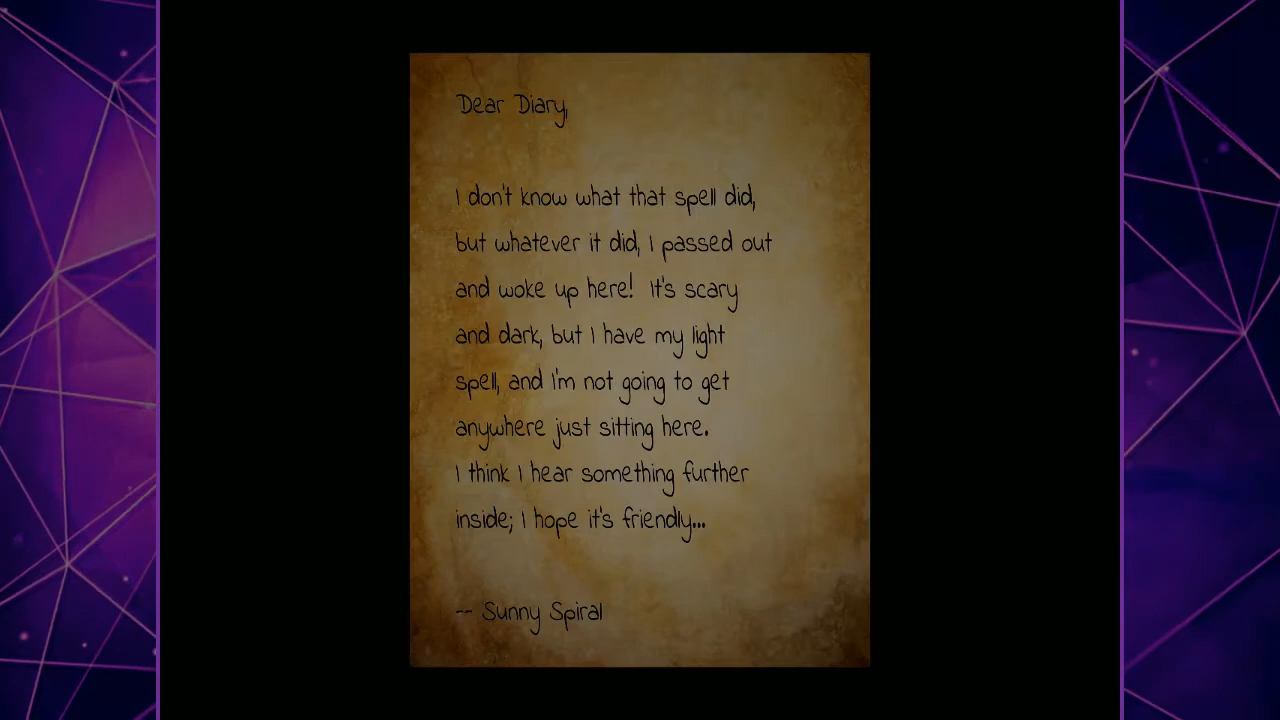 Dear Diary,
I don't know what that spell did,
but whatever it did, I passed out
and woke up here!  It's scary
and dark, but I have my light
spell, and I'm not going to get
anywhere just sitting here.
I think I hear something further
inside; I hope it's friendly...
-- Sunny Spiral